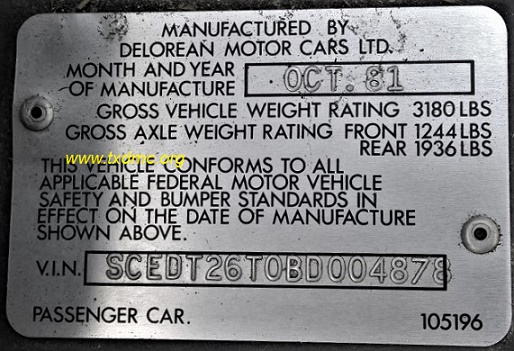 MANUFACTURED BY
DELOREAN MOTOR CARS LTD.
MONTH AND YEAR
OF MANUFACTURE OCT. 81
GROSS VEHICLE WEIGHT RATING 3180 LBS
GROSS AXLE WEIGHT RATING FRONT 1244 LBS
REAR 1936 LBS
www.txdmc.org
THIS VEHICLE CONFORMS TO ALL
APPLICABLE FEDERAL MOTOR VEHICLE
SAFETY AND BUMPER STANDARDS IN
EFFECT ON THE DATE OF MANUFACTURE
SHOWN ABOVE.
V.I.N. SCEDT26T0BD004878
PASSENGER CAR. 105196